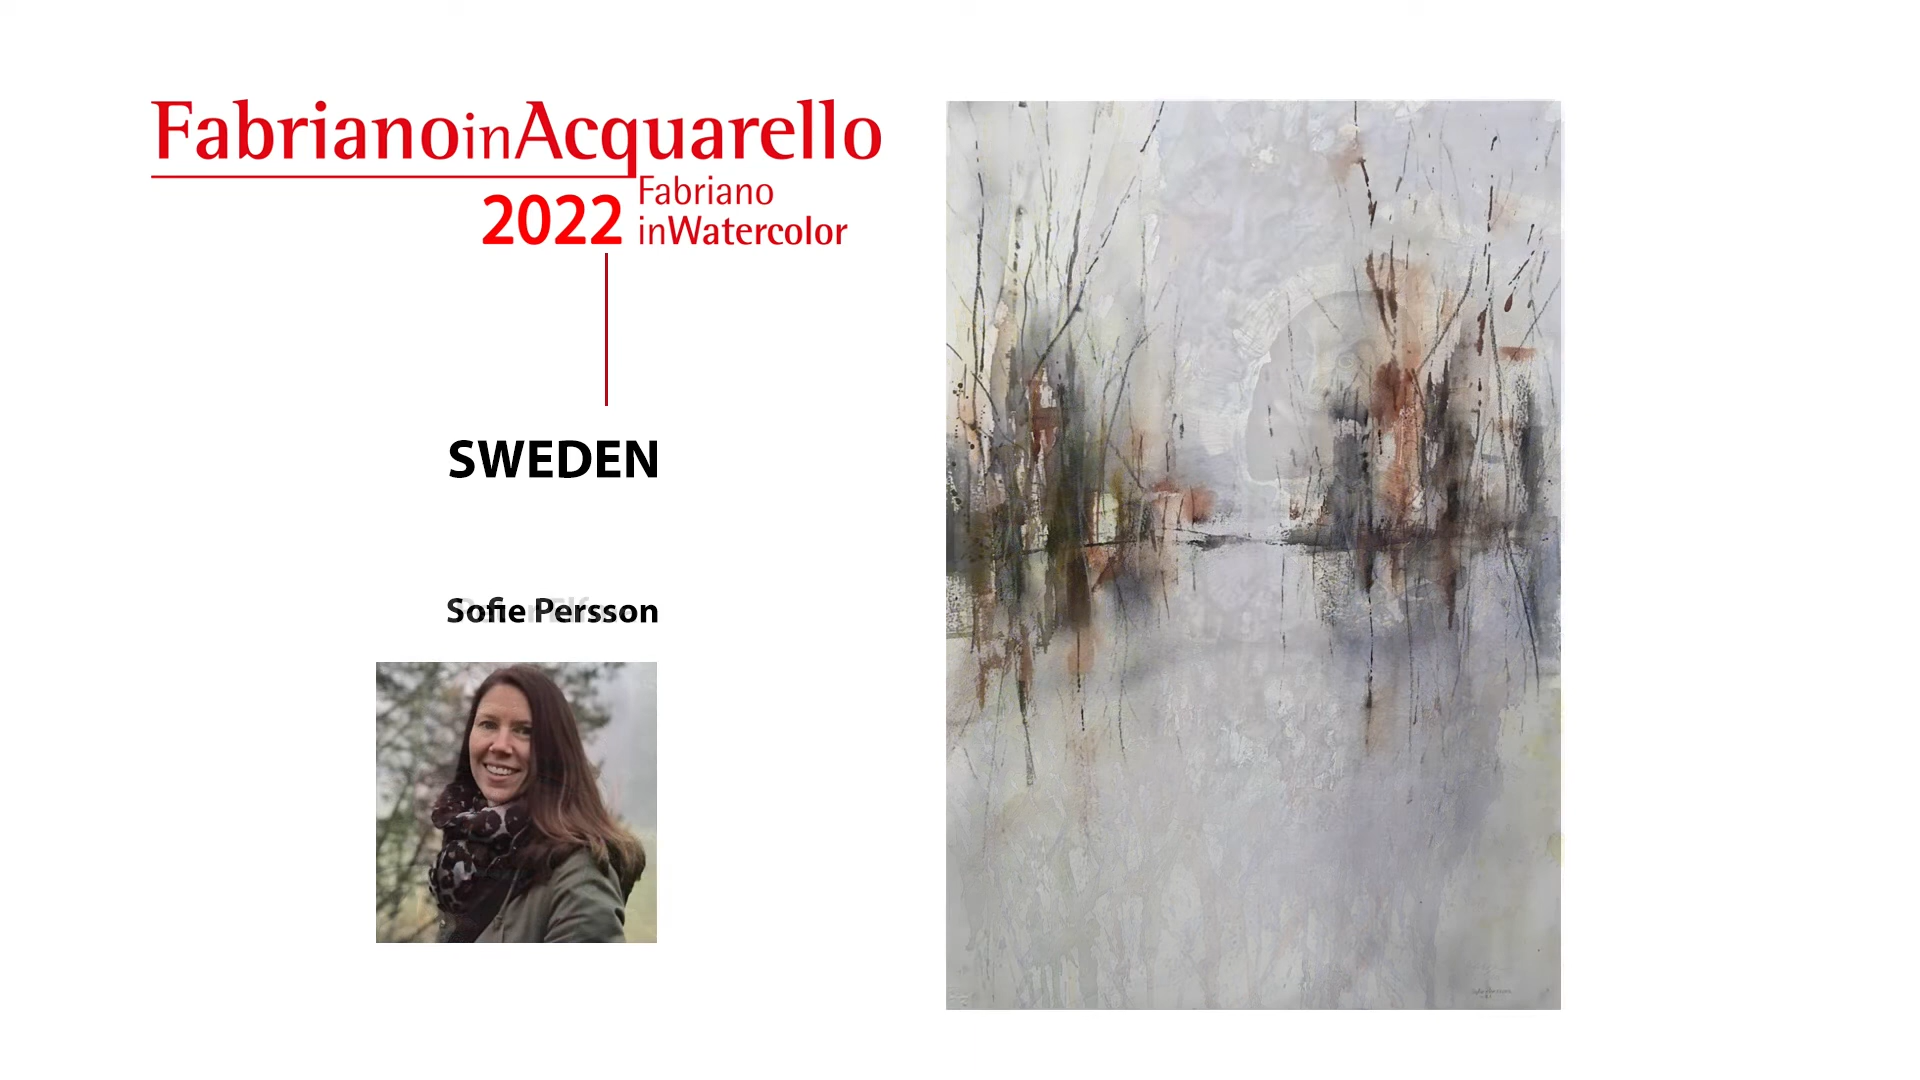 FabrianoinAcquarello
2022
Fabriano
inWatercolor
SWEDEN
Sofie Persson